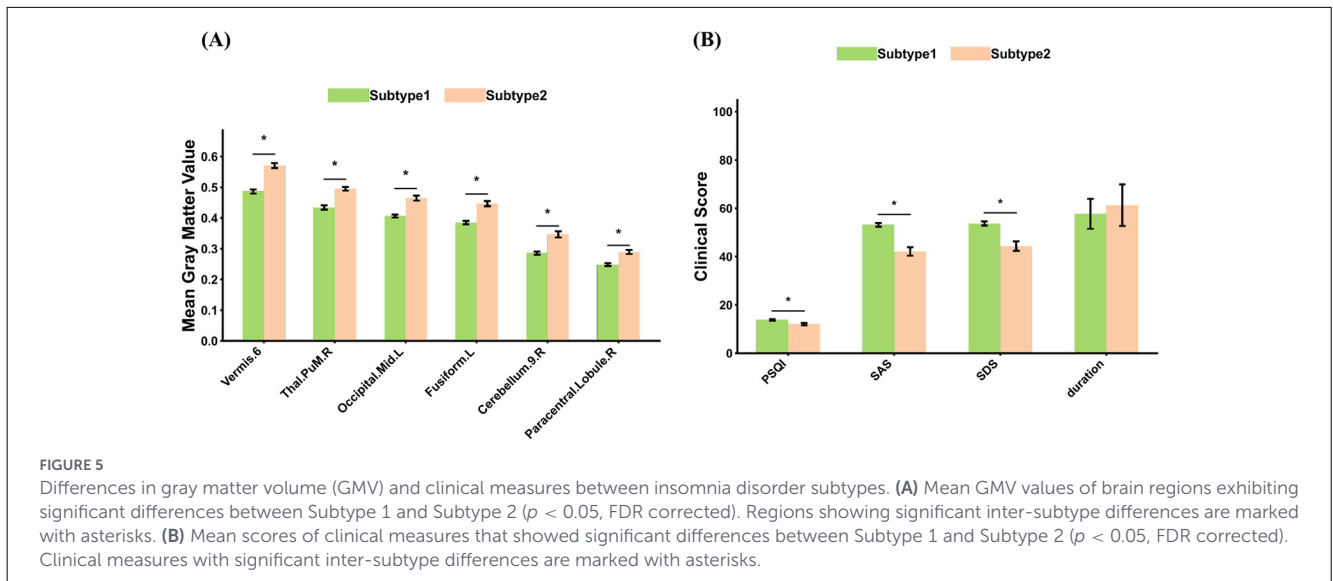 (A)
Subtype1 Subtype2
Mean Gray Matter Value
0.6
0.5
0.4
0.3
0.2
0.1
0.0
* * * * * *
Vermis.6
Thal.PuM.R
Occipital.Mid.L
Fusiform.L
Cerebellum.9.R
Paracentral.Lobule.R
(B)
Subtype1 Subtype2
Clinical Score
100
80
60
40
20
0
* * *
PSQI
SAS
SDS
duration
FIGURE 5
Differences in gray matter volume (GMV) and clinical measures between insomnia disorder subtypes. (A) Mean GMV values of brain regions exhibiting
significant differences between Subtype 1 and Subtype 2 (p < 0.05, FDR corrected). Regions showing significant inter-subtype differences are marked
with asterisks. (B) Mean scores of clinical measures that showed significant differences between Subtype 1 and Subtype 2 (p < 0.05, FDR corrected).
Clinical measures with significant inter-subtype differences are marked with asterisks.